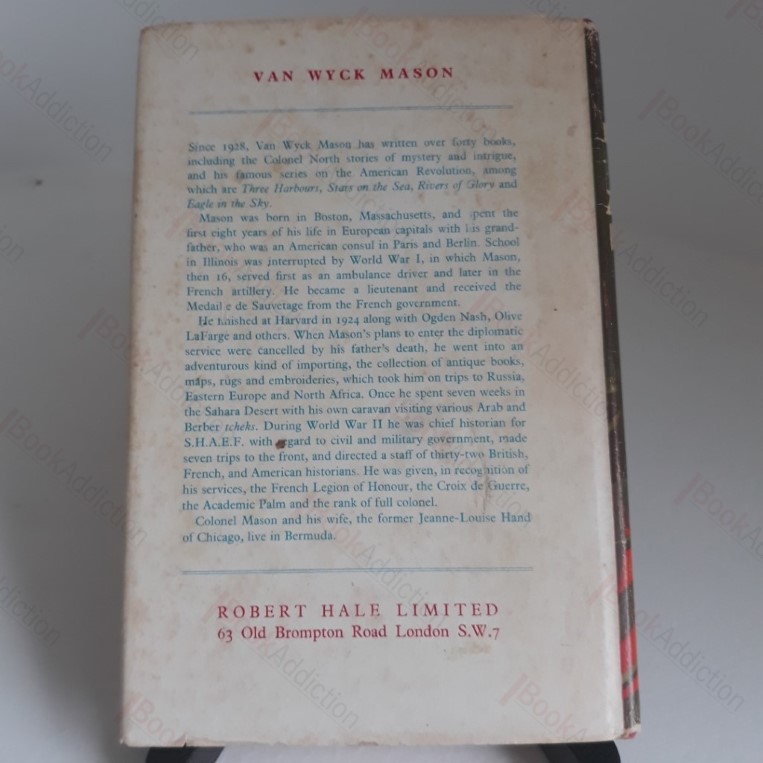 VAN WYCK MASON
Since 1928, Van Wyck Mason has written over forty books,
including the Colonel North stories of mystery and intrigue,
and his famous series on the American Revolution, among
which are Three Harbours, Stars on the Sea, Rivers of Glory and
Eagle in the Sky.
Mason was born in Boston, Massachusetts, and spent the
first eight years of his life in European capitals with his grand-
father, who was an American consul in Paris and Berlin. School
in Illinois was interrupted by World War I, in which Mason,
then 16, served first as an ambulance driver and later in the
French artillery. He became a lieutenant and received the
Medaille de Sauvetage from the French government.
He finished at Harvard in 1924 along with Ogden Nash, Olive
LaFarge and others. When Mason's plans to enter the diplomatic
service were cancelled by his father's death, he went into an
adventurous kind of importing, the collection of antique books,
maps, rugs and embroideries, which took him on trips to Russia,
Eastern Europe and North Africa. Once he spent seven weeks in
the Sahara Desert with his own caravan visiting various Arab and
Berber tcheks. During World War II he was chief historian for
S.H.A.E.F. with regard to civil and military government, made
seven trips to the front, and directed a staff of thirty-two British,
French, and American historians. He was given, in recognition of
his services, the French Legion of Honour, the Croix de Guerre,
the Academic Palm and the rank of full colonel.
Colonel Mason and his wife, the former Jeanne-Louise Hand
of Chicago, live in Bermuda.
ROBERT HALE LIMITED
63 Old Brompton Road London S.W.7
BookAddiction